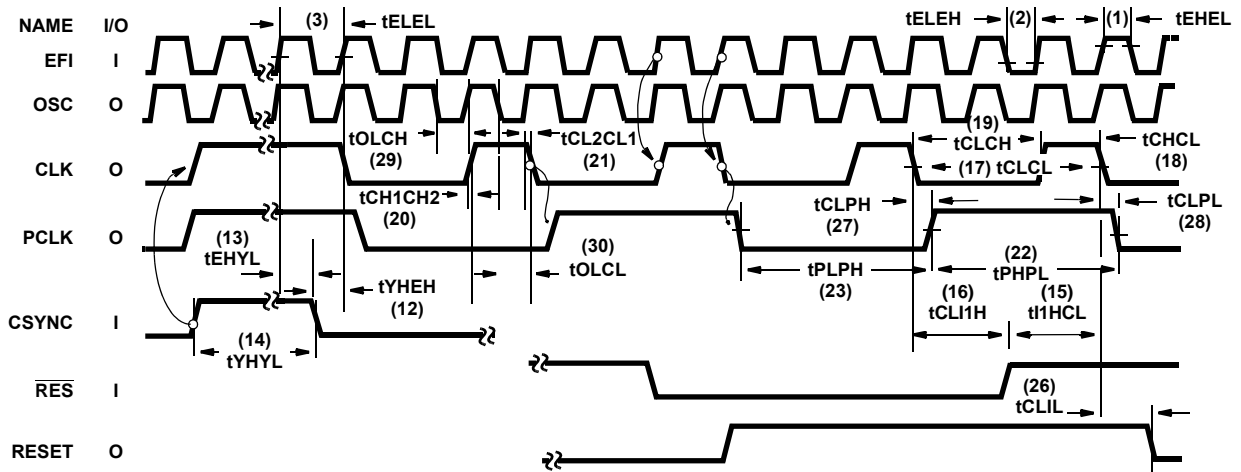 NAME I/O (3) tELEL tELEH (2) (1) tEHEL
EFI I
OSC O
tOLCH (29) tCL2CL1 (21) (19) tCLCH tCHCL (18)
CLK O (17) tCLCL
tCH1CH2 (20) tCLPH (27) tCLPL (28)
PCLK O (13) tEHYL (30) tOLCL (22) tPHPL
tPLPH (23)
tYHEH (12) (16) tCLI1H (15) tI1HCL
CSYNC I (14) tYHYL
RES I (26) tCLIL
RESET O